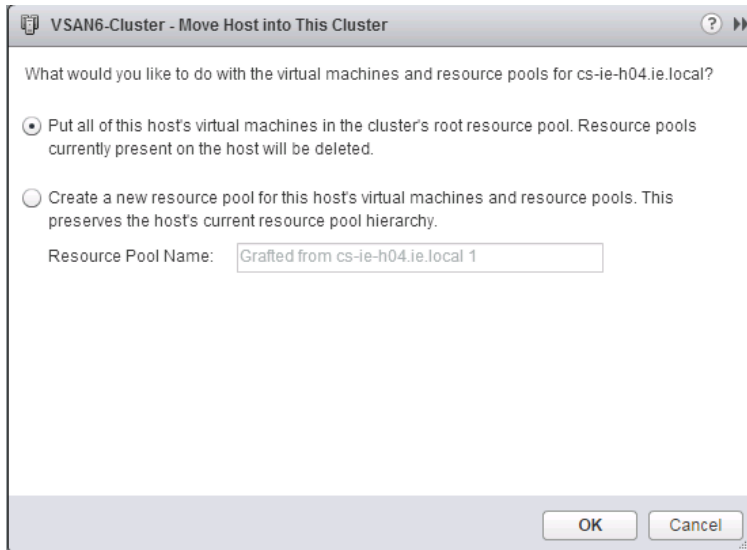 VSAN6-Cluster - Move Host into This Cluster
?
What would you like to do with the virtual machines and resource pools for cs-ie-h04.ie.local?
Put all of this host's virtual machines in the cluster's root resource pool. Resource pools
currently present on the host will be deleted.
Create a new resource pool for this host's virtual machines and resource pools. This
preserves the host's current resource pool hierarchy.
Resource Pool Name: Grafted from cs-ie-h04.ie.local 1
OK Cancel